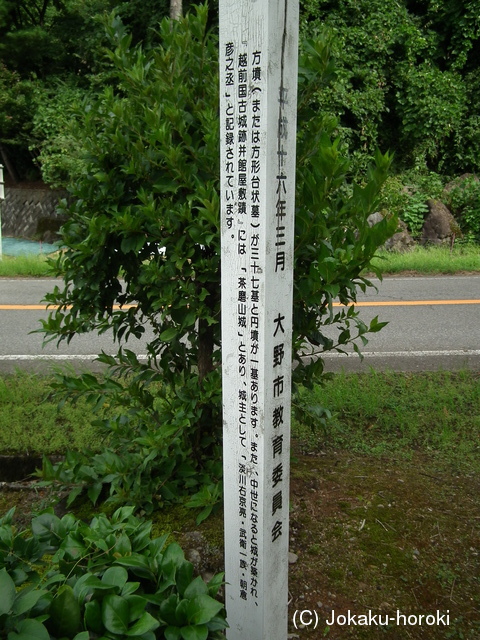 方墳(または方形台状墓)が三十七基と円墳が一基あります。また、中世になると城が築かれ、
『越前国古城跡并館屋敷蹟』には「茶磨山城」とあり、城主として「淡川右京亮・武衛一族・朝倉
彦之丞」と記録されています。
平成十六年三月 大野市教育委員会
(C) Jokaku-horoki